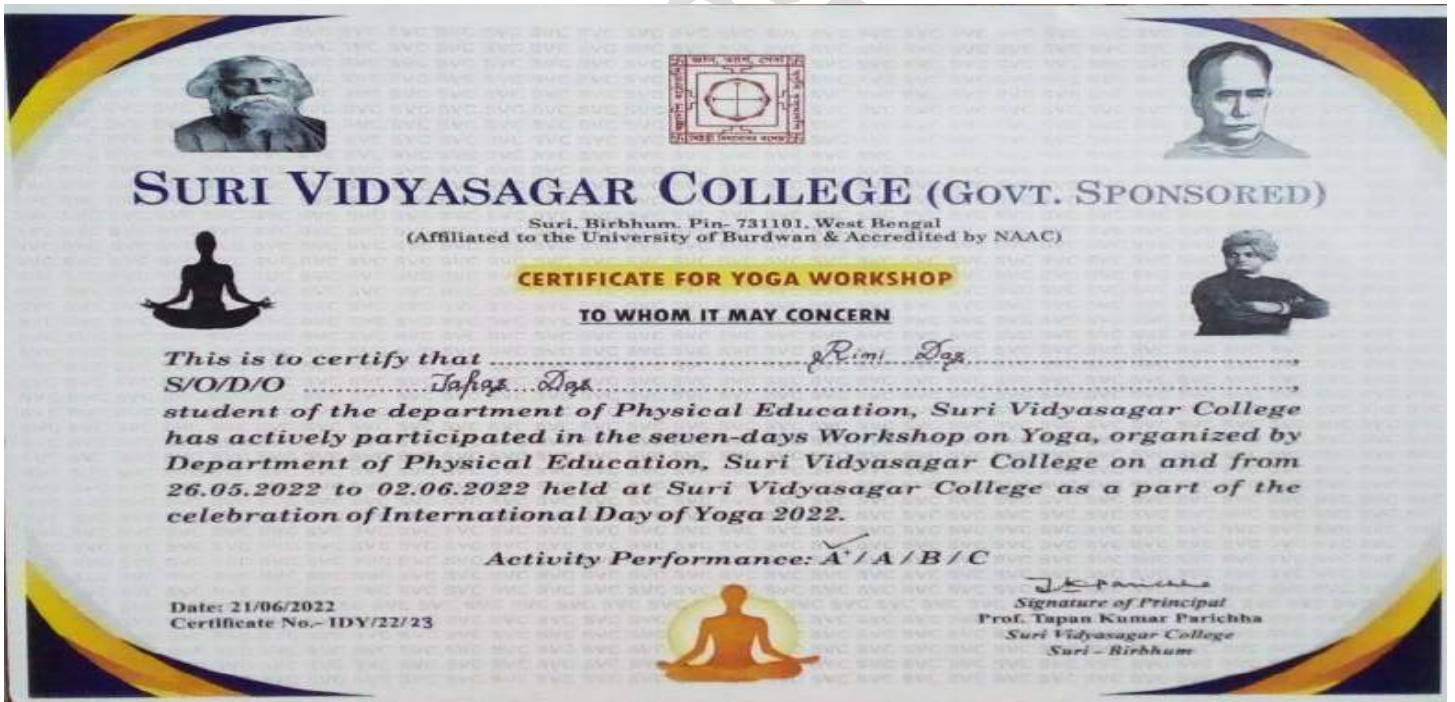 জ্ঞান, ত্যাগ, সেবা
SURI VIDYASAGAR COLLEGE (GOVT. SPONSORED)
Suri, Birbhum, Pin- 731101, West Bengal
(Affiliated to the University of Burdwan & Accredited by NAAC)
CERTIFICATE FOR YOGA WORKSHOP
TO WHOM IT MAY CONCERN
This is to certify that .......... Rimi Das ..........,
S/O/D/O .......... Tapas Das ..........,
student of the department of Physical Education, Suri Vidyasagar College
has actively participated in the seven-days Workshop on Yoga, organized by
Department of Physical Education, Suri Vidyasagar College on and from
26.05.2022 to 02.06.2022 held at Suri Vidyasagar College as a part of the
celebration of International Day of Yoga 2022.
Activity Performance: A+ / A / B / C
Date: 21/06/2022
Certificate No.- IDY/22/23
Signature of Principal
Prof. Tapan Kumar Parichha
Suri Vidyasagar College
Suri - Birbhum